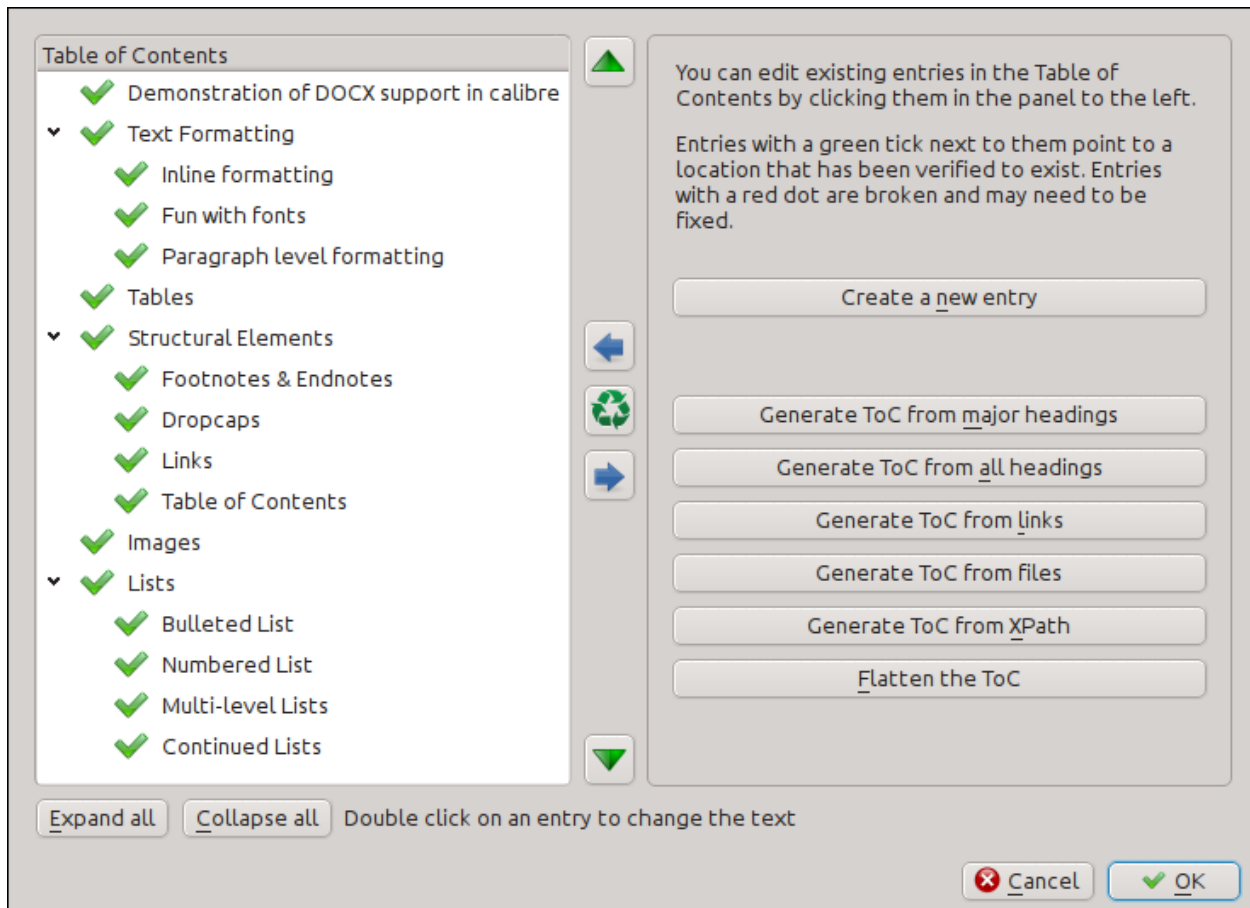 Table of Contents
Demonstration of DOCX support in calibre
Text Formatting
Inline formatting
Fun with fonts
Paragraph level formatting
Tables
Structural Elements
Footnotes & Endnotes
Dropcaps
Links
Table of Contents
Images
Lists
Bulleted List
Numbered List
Multi-level Lists
Continued Lists
You can edit existing entries in the Table of
Contents by clicking them in the panel to the left.
Entries with a green tick next to them point to a
location that has been verified to exist. Entries
with a red dot are broken and may need to be
fixed.
Create a new entry
Generate ToC from major headings
Generate ToC from all headings
Generate ToC from links
Generate ToC from files
Generate ToC from XPath
Flatten the ToC
Expand all
Collapse all
Double click on an entry to change the text
Cancel
OK